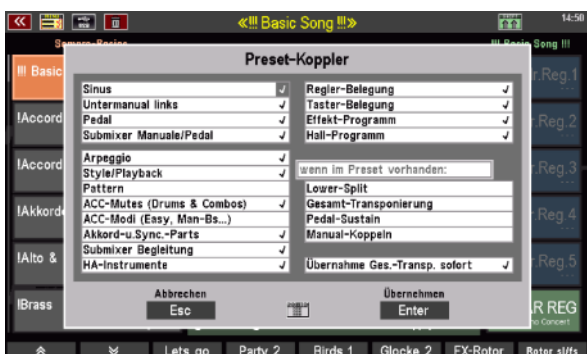 «!!! Basic Song !!!»
14:50
!!! Basic Song !!!
Preset-Koppler
Sinus √
Untermanual links √
Pedal √
Submixer Manuale/Pedal √
Arpeggio √
Style/Playback √
Pattern
ACC-Mutes (Drums & Combos) √
ACC-Modi (Easy, Man-Bs...)
Akkord-u.Sync.-Parts √
Submixer Begleitung √
HA-Instrumente √
Regler-Belegung √
Taster-Belegung √
Effekt-Programm √
Hall-Programm √
wenn im Preset vorhanden:
Lower-Split
Gesamt-Transponierung
Pedal-Sustain
Manual-Koppeln
Übernahme Ges.-Transp. sofort √
Abbrechen
Esc
Übernehmen
Enter
!!! Basic
!Accord
!Accord
!Akkord
!Alto &
!Brass
r.Reg.1
r.Reg.2
r.Reg.3
r.Reg.4
r.Reg.5
R REG
Concert
Lets go
Party 2
Birds 1
Glocke 2
FX-Rotor
Rotor